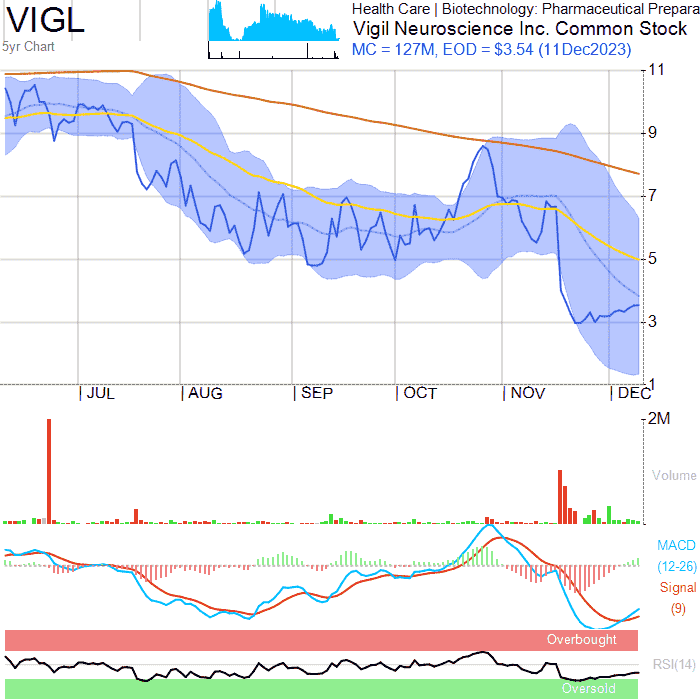 VIGL
5yr Chart
Health Care | Biotechnology: Pharmaceutical Prepara
Vigil Neuroscience Inc. Common Stock
MC = 127M, EOD = $3.54 (11Dec2023)
11
9
7
5
3
1
JUL
AUG
SEP
OCT
NOV
DEC
2M
Volume
MACD
(12-26)
Signal
(9)
Overbought
RSI(14)
Oversold